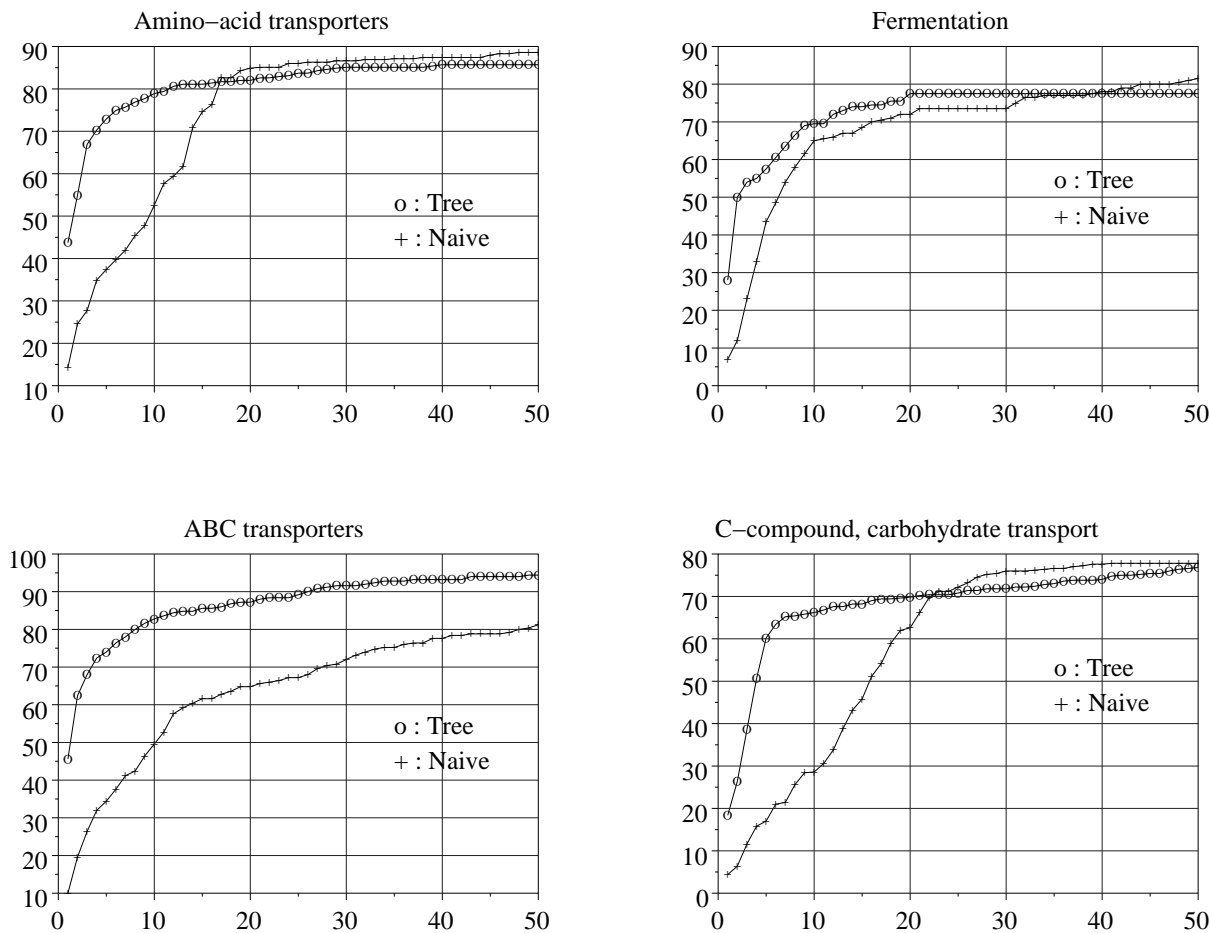 Amino−acid transporters
90
80
70
60
50
40
30
20
10
0 10 20 30 40 50
o : Tree
+ : Naive
Fermentation
90
80
70
60
50
40
30
20
10
0
0 10 20 30 40 50
o : Tree
+ : Naive
ABC transporters
100
90
80
70
60
50
40
30
20
10
0 10 20 30 40 50
o : Tree
+ : Naive
C−compound, carbohydrate transport
80
70
60
50
40
30
20
10
0
0 10 20 30 40 50
o : Tree
+ : Naive